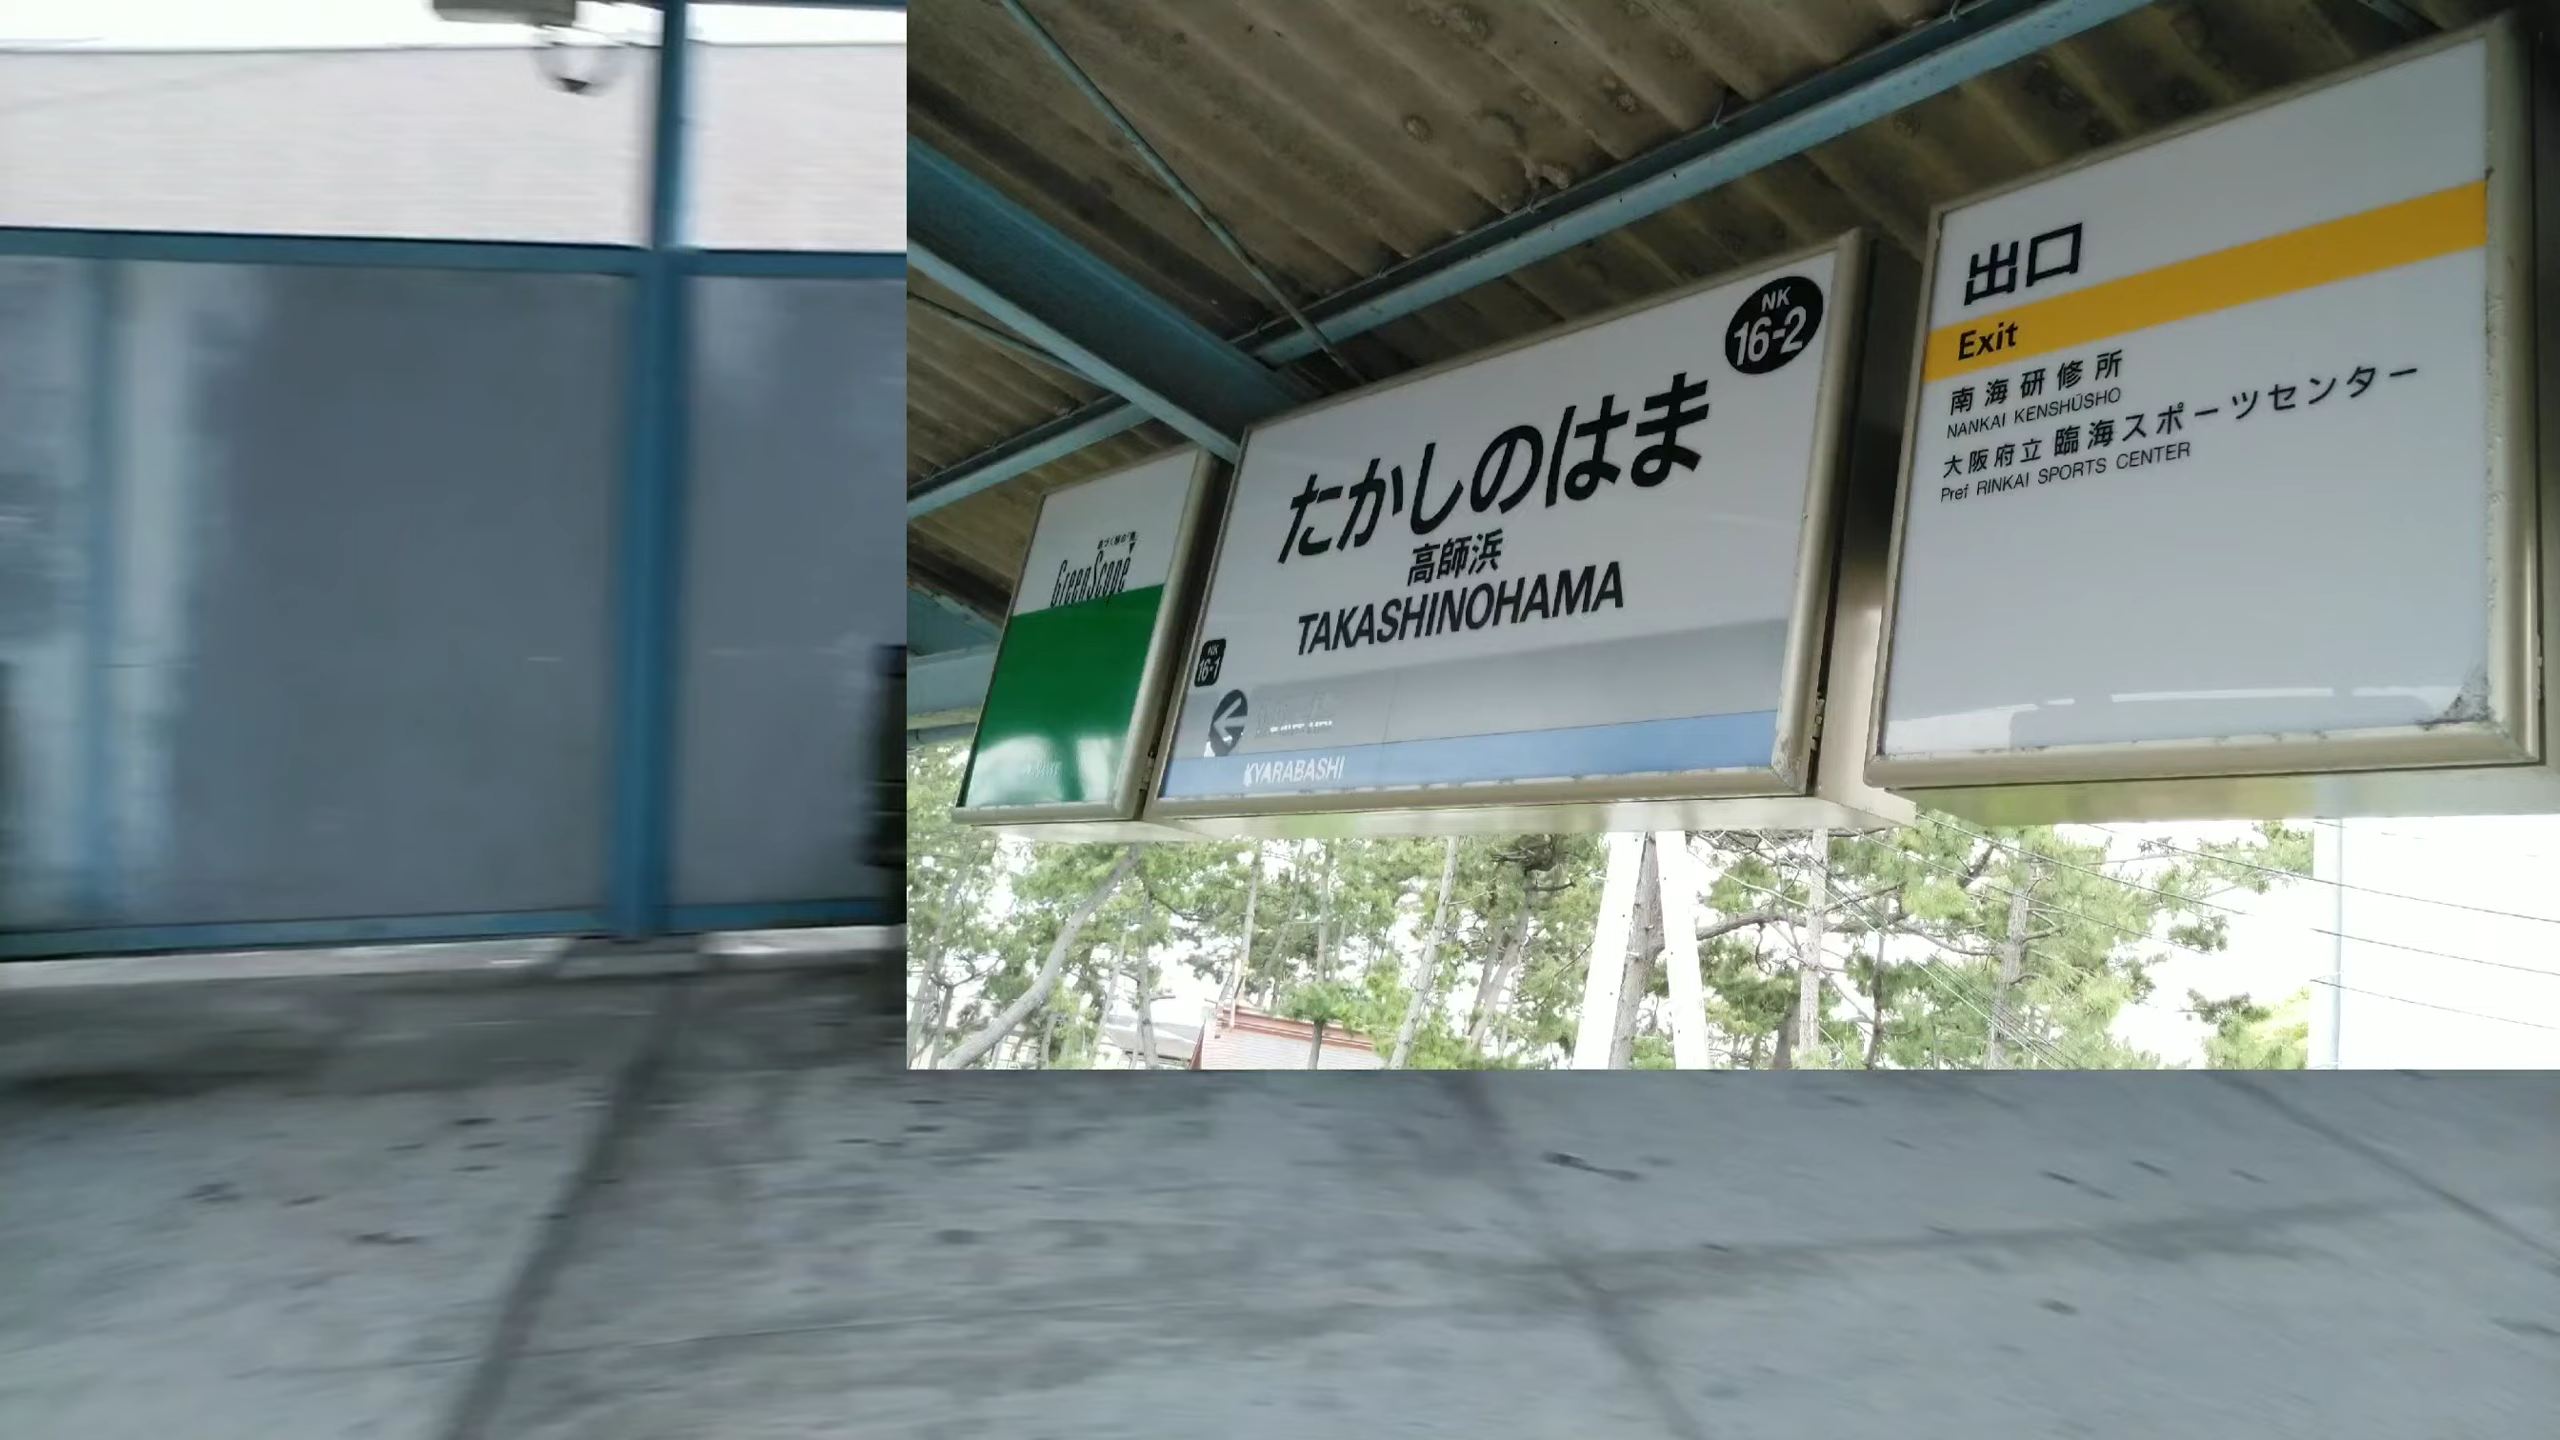 GreenScope
NK
16-2
たかしのはま
高師浜
TAKASHINOHAMA
NK
16-1
KYARABASHI
出口
Exit
南海研修所
NANKAI KENSHŪSHO
大阪府立臨海スポーツセンター
Pref RINKAI SPORTS CENTER